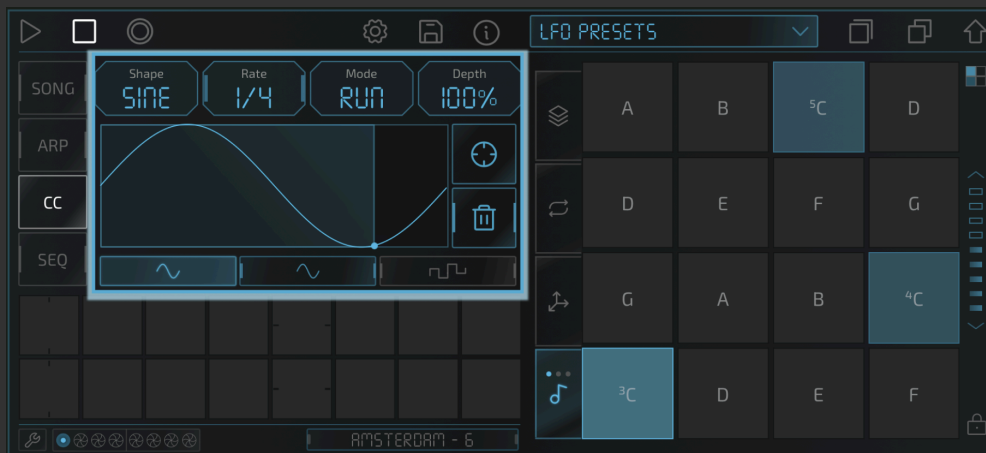 LFO PRESETS
SONG
ARP
CC
SEQ
Shape
SINE
Rate
1/4
Mode
RUN
Depth
100%
A B 5C D
D E F G
G A B 4C
3C D E F
AMSTERDAM - 6